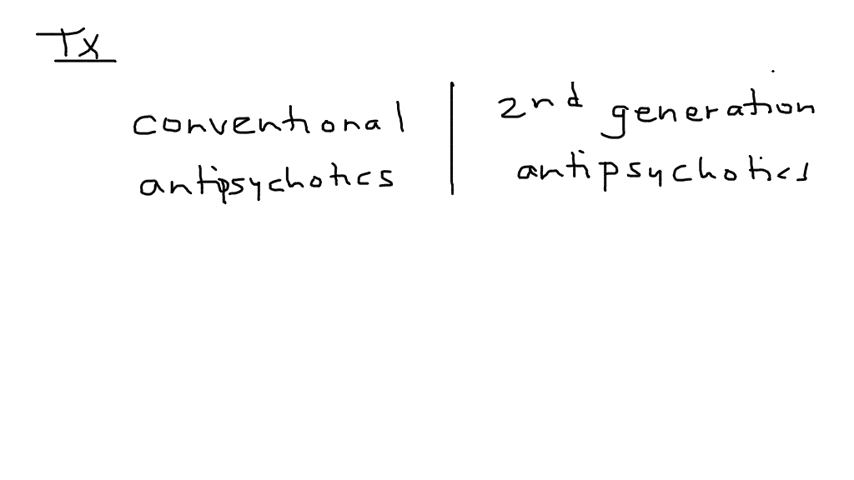 Tx
conventional
antipsychotics
2nd generation
antipsychotics